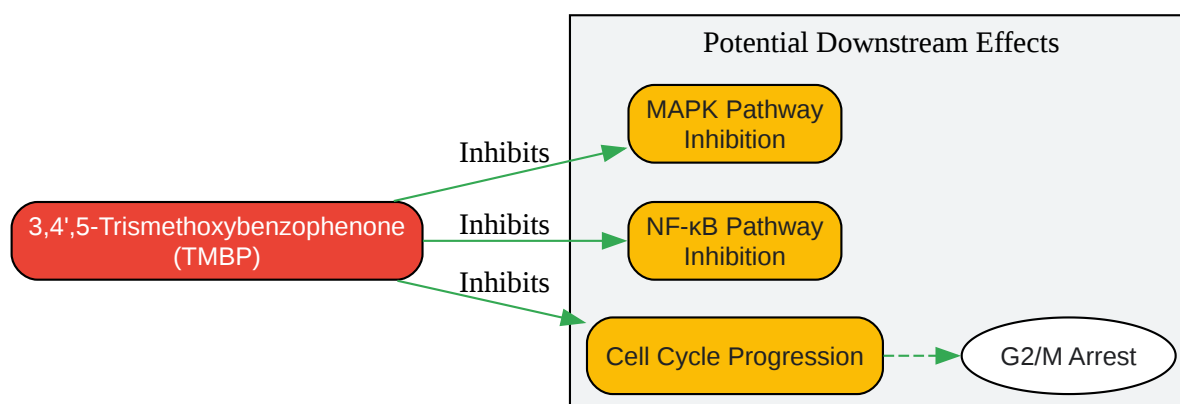 Potential Downstream Effects
MAPK Pathway
Inhibition
Inhibits
3,4',5-Trismethoxybenzophenone
(TMBP)
Inhibits
NF-κB Pathway
Inhibition
Inhibits
Cell Cycle Progression
G2/M Arrest